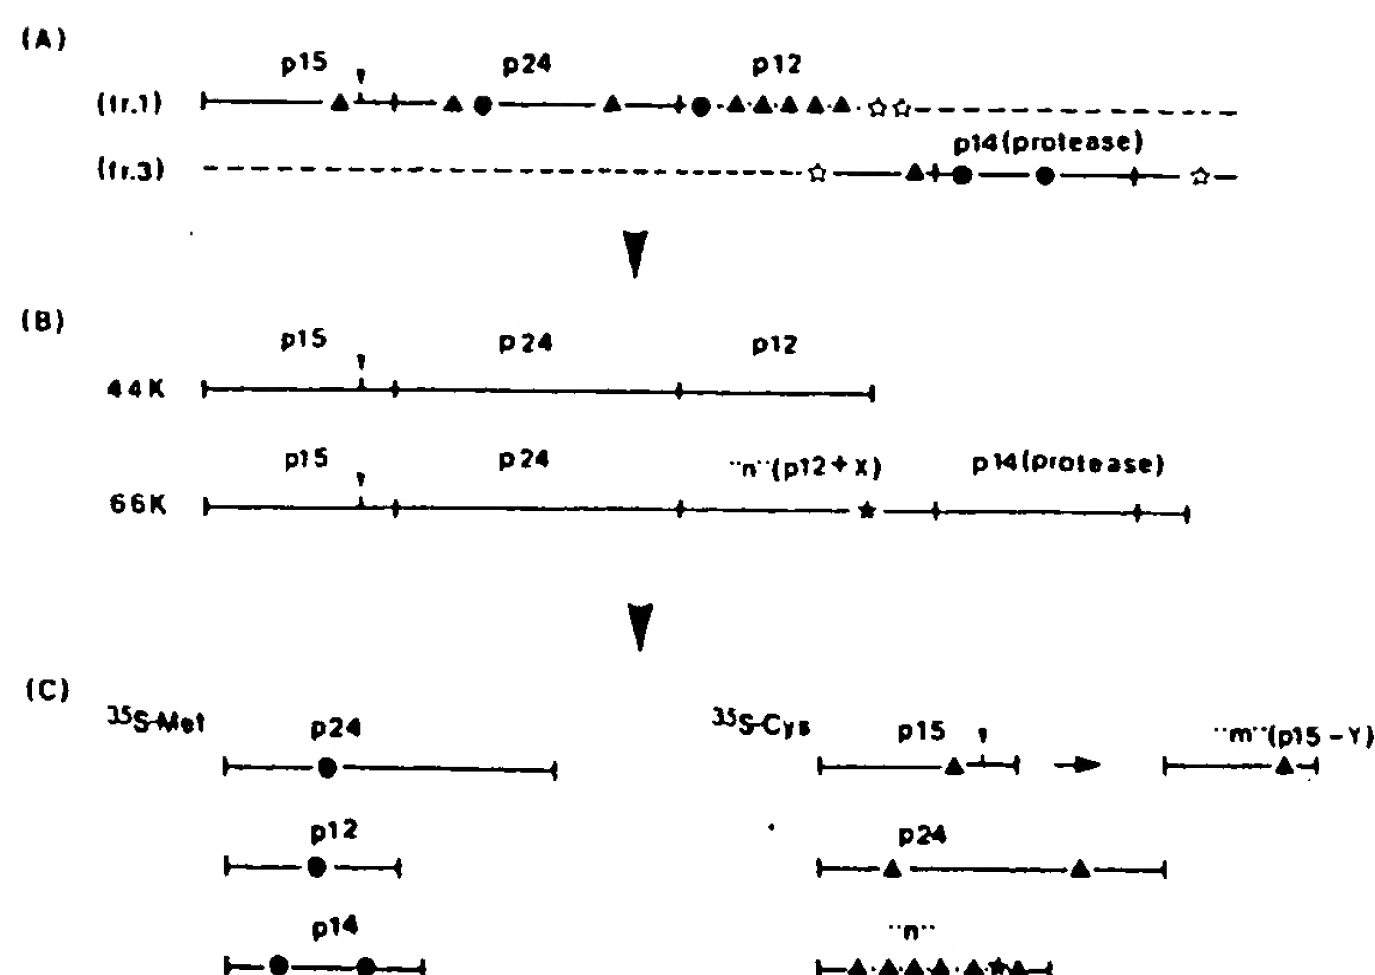 (A)
p15 p24 p12
(fr.1)
p14(protease)
(fr.3)
(B)
p15 p24 p12
44K
p15 p24 "n"(p12+X) p14(protease)
66K
(C)
35S-Met p24 35S-Cys p15 "m"(p15-Y)
p12 p24
p14 "n"